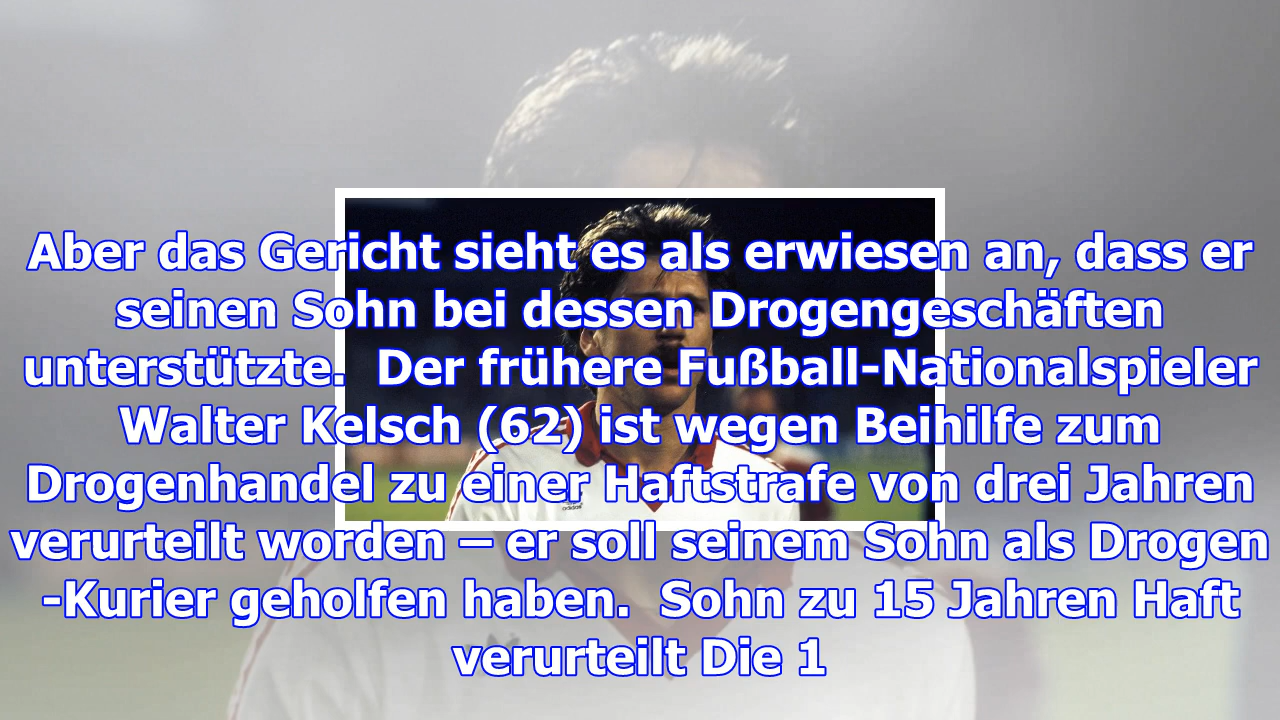 Aber das Gericht sieht es als erwiesen an, dass er
seinen Sohn bei dessen Drogengeschäften
unterstützte.  Der frühere Fußball-Nationalspieler
Walter Kelsch (62) ist wegen Beihilfe zum
Drogenhandel zu einer Haftstrafe von drei Jahren
verurteilt worden – er soll seinem Sohn als Drogen
-Kurier geholfen haben.  Sohn zu 15 Jahren Haft
verurteilt Die 1
adidas